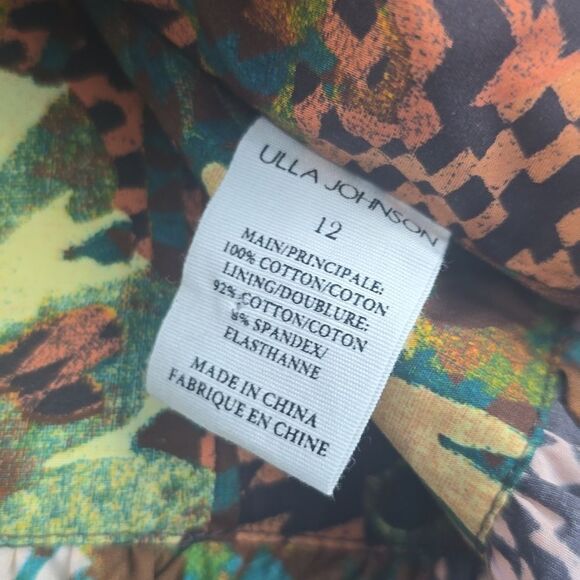 ULLA JOHNSON
12
MAIN/PRINCIPALE:
100% COTTON/COTON
LINING/DOUBLURE:
92% COTTON/COTON
8% SPANDEX/
ELASTHANNE
MADE IN CHINA
FABRIQUE EN CHINE